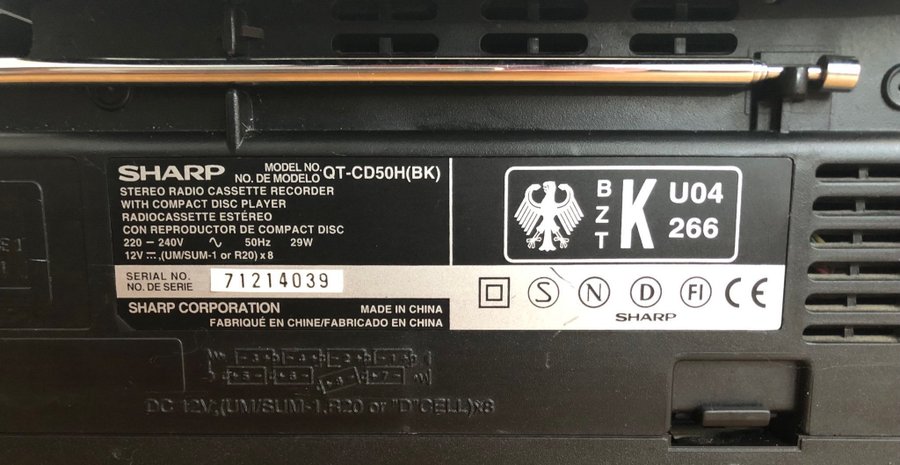 SHARP MODEL NO. NO. DE MODELO QT-CD50H(BK)
STEREO RADIO CASSETTE RECORDER
WITH COMPACT DISC PLAYER
RADIOCASSETTE ESTÉREO
CON REPRODUCTOR DE COMPACT DISC
220 – 240V ∿ 50Hz 29W
12V ⎓,(UM/SUM-1 or R20) x 8
SERIAL NO.
NO. DE SERIE
71214039
SHARP CORPORATION MADE IN CHINA
FABRIQUÉ EN CHINE/FABRICADO EN CHINA
BZT K U04
266
S N D FI CE
SHARP
DC 12V⎓,(UM/SUM-1,R20 or "D"CELL)x8